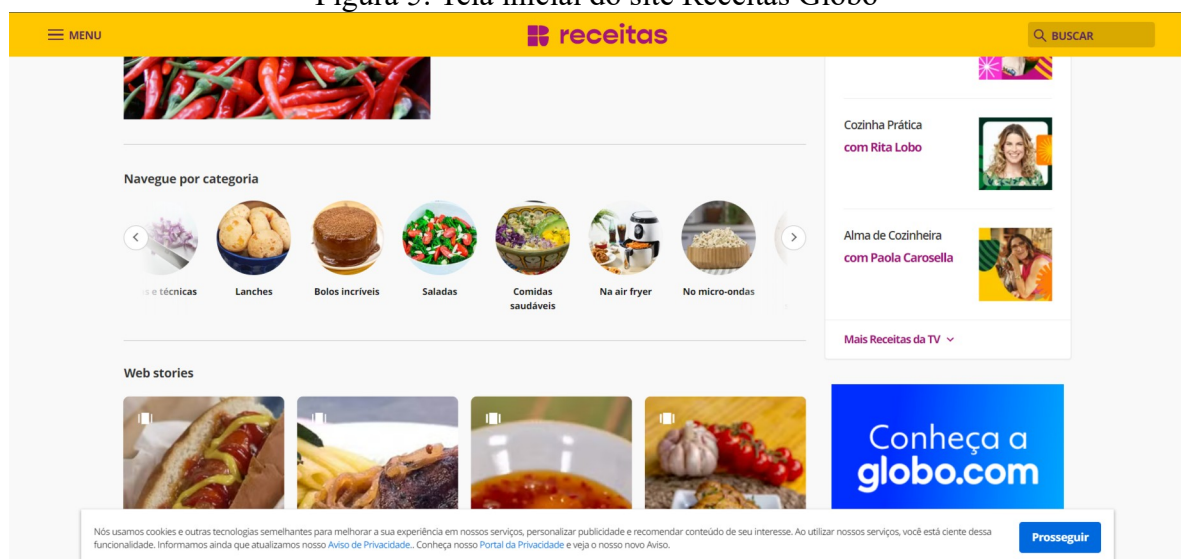 Figura 5. Tela inicial do site Receitas Globo
MENU
receitas
BUSCAR
Cozinha Prática
com Rita Lobo
Navegue por categoria
Alma de Cozinheira
com Paola Carosella
e técnicas
Lanches
Bolos incríveis
Saladas
Comidas
saudáveis
Na air fryer
No micro-ondas
Mais Receitas da TV
Web stories
Conheça a
globo.com
Nós usamos cookies e outras tecnologias semelhantes para melhorar a sua experiência em nossos serviços, personalizar publicidade e recomendar conteúdo de seu interesse. Ao utilizar nossos serviços, você está ciente dessa
funcionalidade. Informamos ainda que atualizamos nosso Aviso de Privacidade.. Conheça nosso Portal da Privacidade e veja o nosso novo Aviso.
Prosseguir